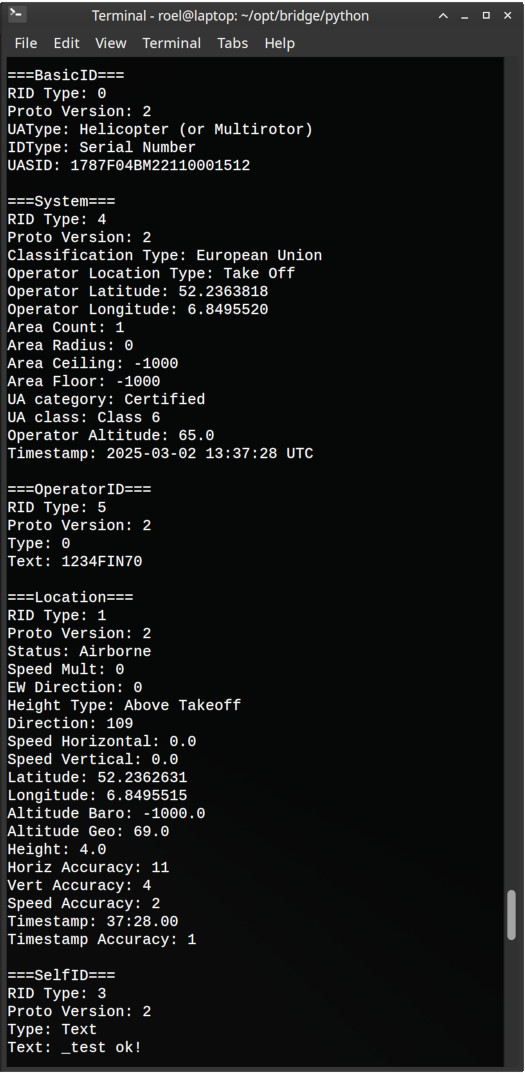 Terminal - roel@laptop: ~/opt/bridge/python
File Edit View Terminal Tabs Help
===BasicID===
RID Type: 0
Proto Version: 2
UAType: Helicopter (or Multirotor)
IDType: Serial Number
UASID: 1787F04BM22110001512
===System===
RID Type: 4
Proto Version: 2
Classification Type: European Union
Operator Location Type: Take Off
Operator Latitude: 52.2363818
Operator Longitude: 6.8495520
Area Count: 1
Area Radius: 0
Area Ceiling: -1000
Area Floor: -1000
UA category: Certified
UA class: Class 6
Operator Altitude: 65.0
Timestamp: 2025-03-02 13:37:28 UTC
===OperatorID===
RID Type: 5
Proto Version: 2
Type: 0
Text: 1234FIN70
===Location===
RID Type: 1
Proto Version: 2
Status: Airborne
Speed Mult: 0
EW Direction: 0
Height Type: Above Takeoff
Direction: 109
Speed Horizontal: 0.0
Speed Vertical: 0.0
Latitude: 52.2362631
Longitude: 6.8495515
Altitude Baro: -1000.0
Altitude Geo: 69.0
Height: 4.0
Horiz Accuracy: 11
Vert Accuracy: 4
Speed Accuracy: 2
Timestamp: 37:28.00
Timestamp Accuracy: 1
===SelfID===
RID Type: 3
Proto Version: 2
Type: Text
Text: _test ok!